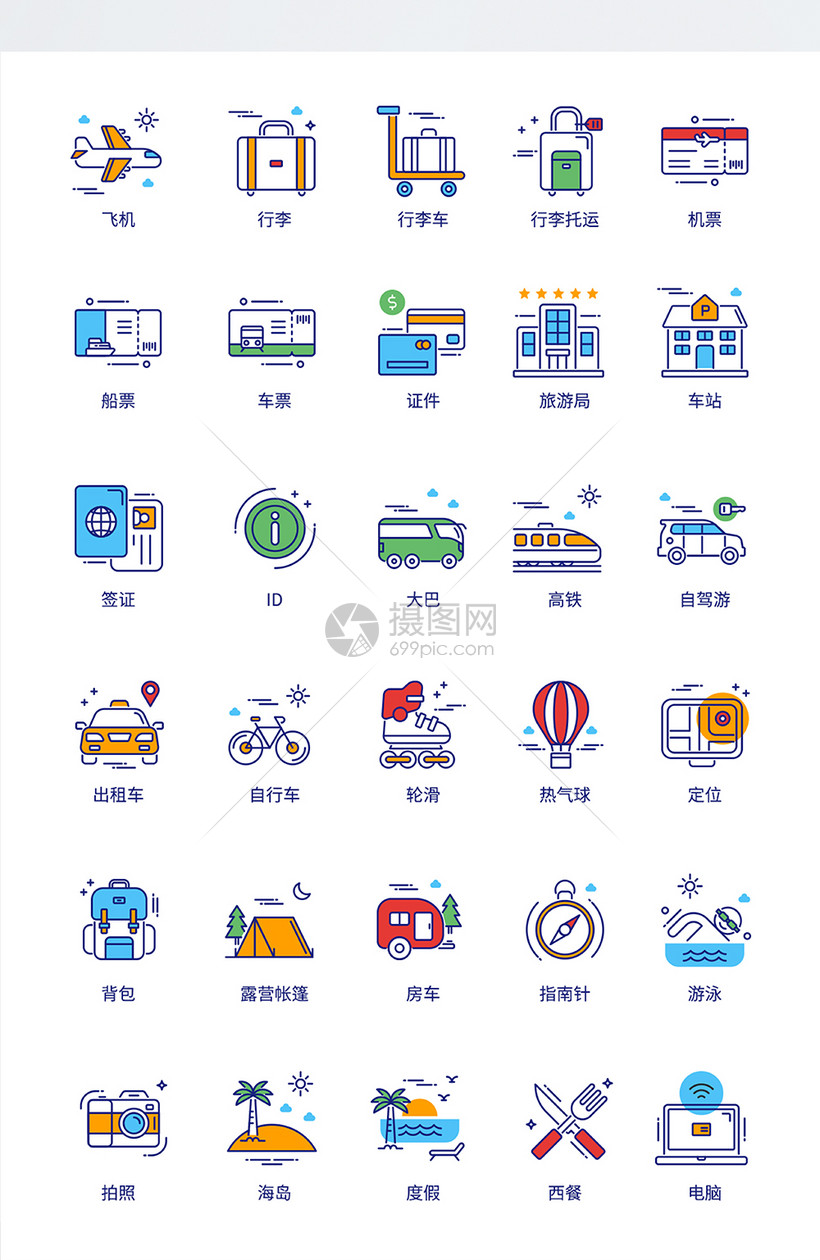 飞机 行李 行李车 行李托运 机票
$
P
船票 车票 证件 旅游局 车站
签证 ID 大巴 高铁 自驾游
摄图网
699pic.com
出租车 自行车 轮滑 热气球 定位
背包 露营帐篷 房车 指南针 游泳
拍照 海岛 度假 西餐 电脑